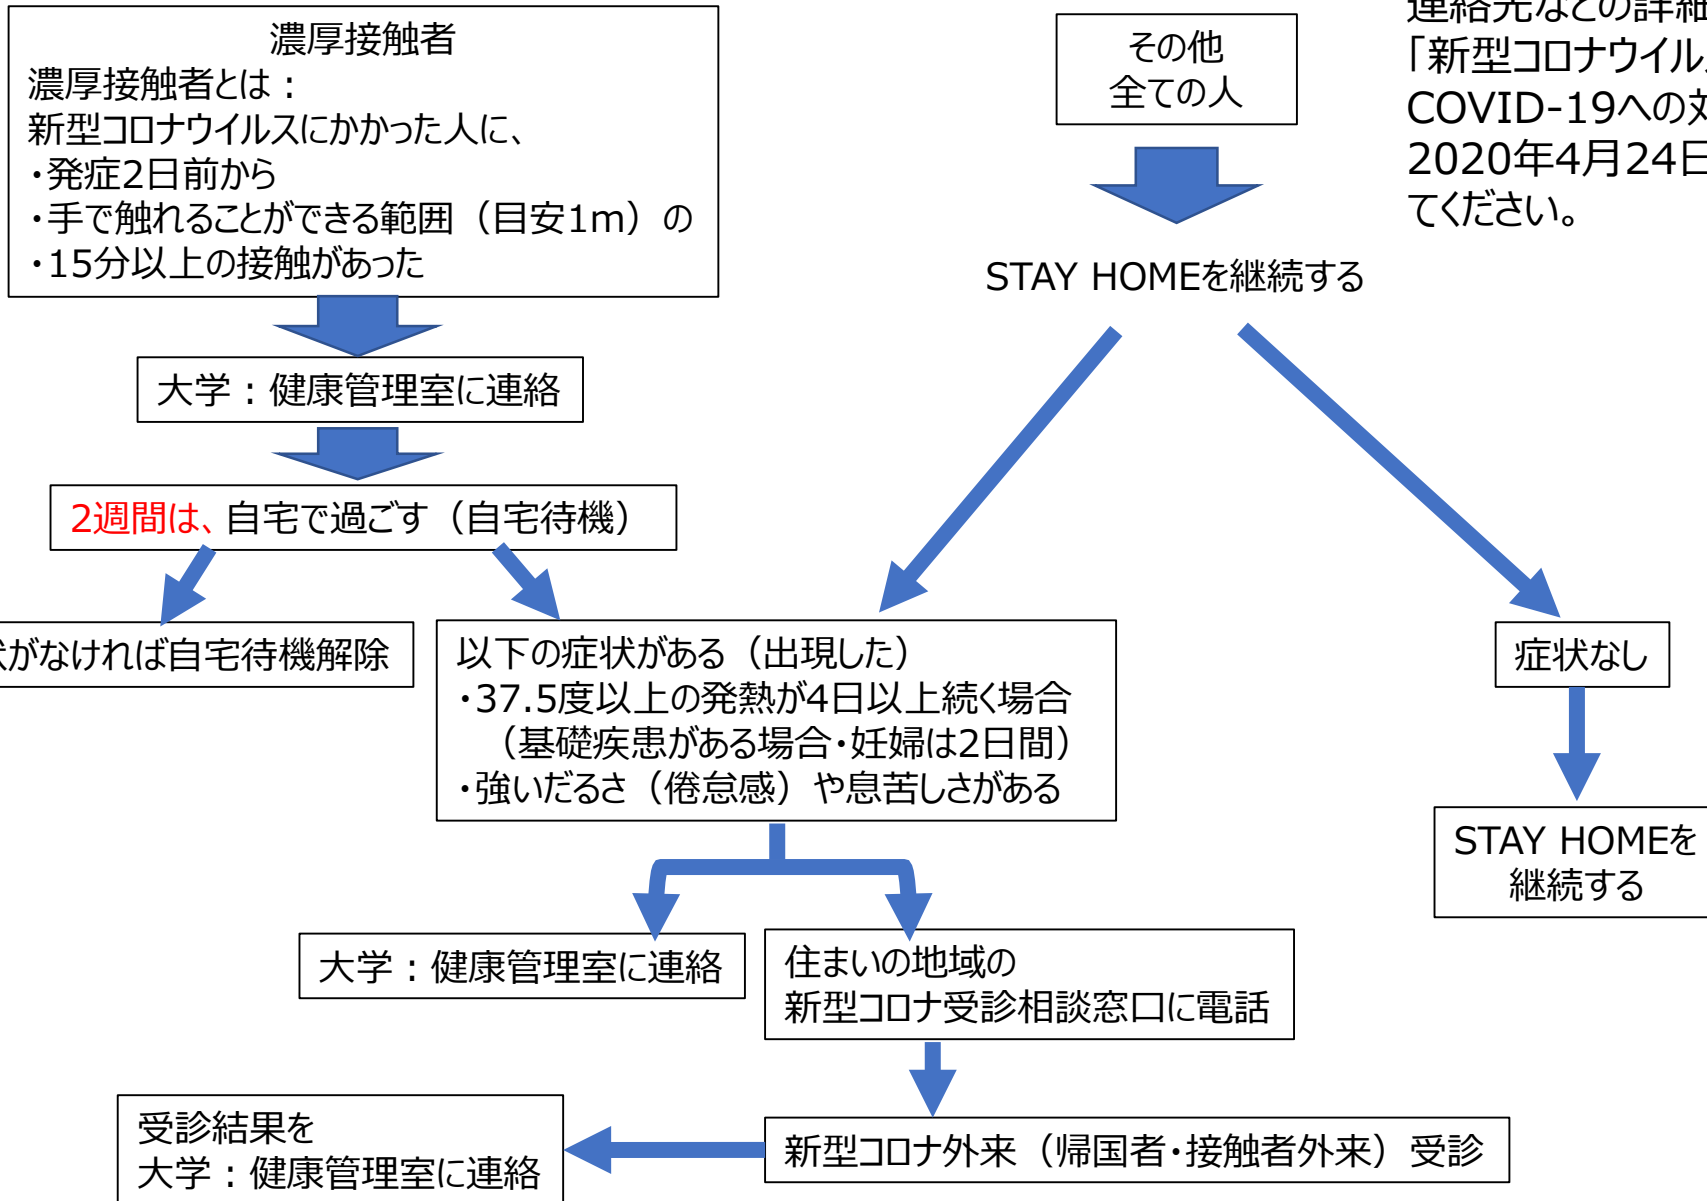 濃厚接触者
濃厚接触者とは：
新型コロナウイルスにかかった人に、
・発症2日前から
・手で触れることができる範囲（目安1m）の
・15分以上の接触があった
大学：健康管理室に連絡
2週間は、自宅で過ごす（自宅待機）
がなければ自宅待機解除
その他
全ての人
STAY HOMEを継続する
連絡先などの詳細
「新型コロナウイル
COVID-19への
2020年4月24日
てください。
以下の症状がある（出現した）
・37.5度以上の発熱が4日以上続く場合
（基礎疾患がある場合・妊婦は2日間）
・強いだるさ（倦怠感）や息苦しさがある
症状なし
STAY HOMEを
継続する
大学：健康管理室に連絡
住まいの地域の
新型コロナ受診相談窓口に電話
新型コロナ外来（帰国者・接触者外来）受診
受診結果を
大学：健康管理室に連絡